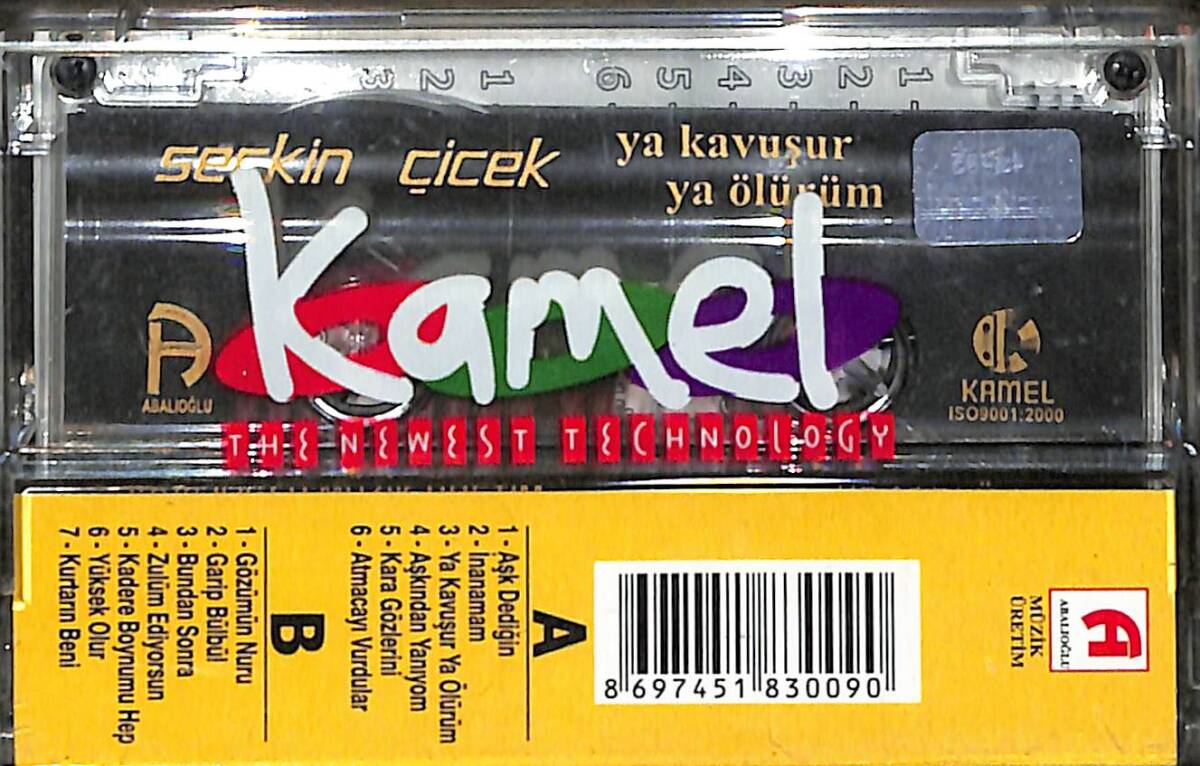 3 2 1 6 5 4 3 2 1
seçkin çiçek
ya kavuşur
ya ölürüm
Kamel
THE NEWEST TECHNOLOGY
ABALIOĞLU
KAMEL
ISO9001:2000
A
1 - Aşk Dediğin
2 - İnanamam
3 - Ya Kavuşur Ya Ölürüm
4 - Aşkından Yanıyom
5 - Kara Gözlerini
6 - Atmacayı Vurdular
B
1 - Gözümün Nuru
2 - Garip Bülbül
3 - Bundan Sonra
4 - Zulüm Ediyorsun
5 - Kadere Boynumu Hep
6 - Yüksek Olur
7 - Kurtarın Beni
8 697451 830090
ABALIOĞLU
MÜZİK
ÜRETİM